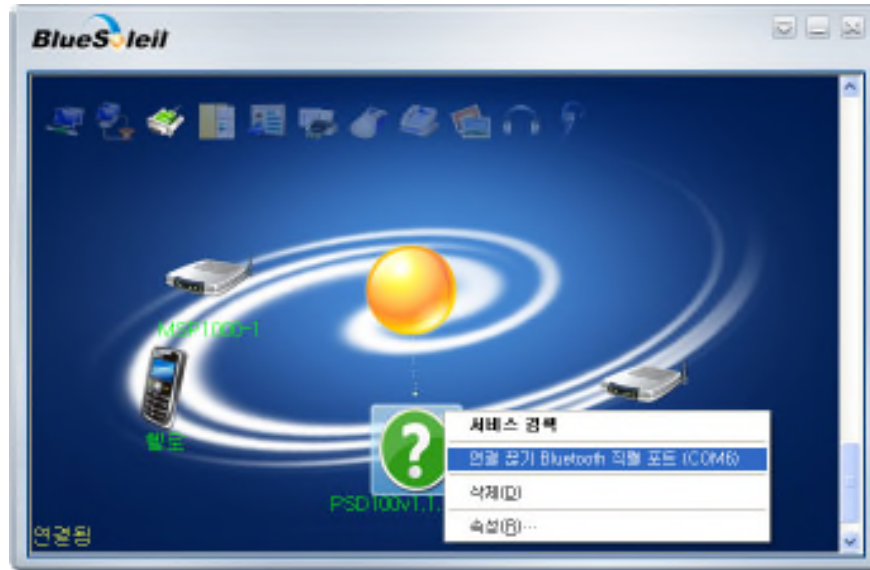 BlueSoleil
MSP1000-1
헬로
PSD100v1.1.
서비스 검색
연결 끊기 Bluetooth 직렬 포트 (COM6)
삭제(D)
속성(R)...
연결됨